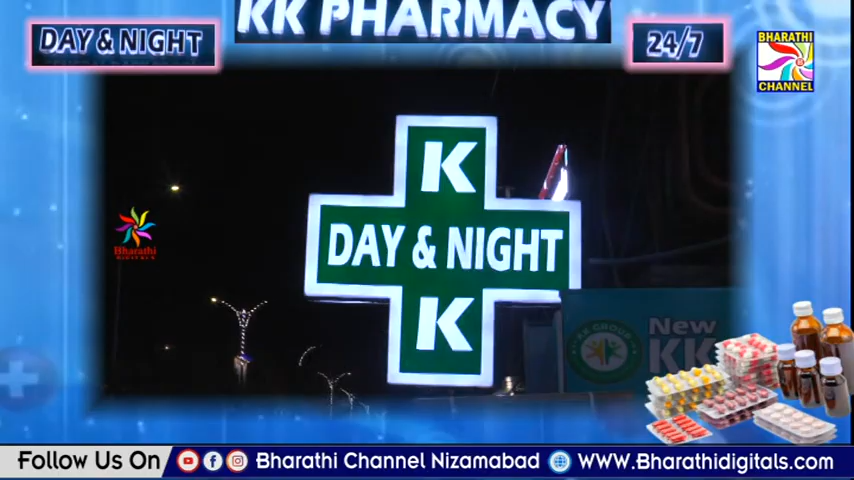 KK PHARMACY
DAY & NIGHT
24/7
BHARATHI
CHANNEL
K
DAY & NIGHT
K
Bharathi
New
KK
Follow Us On
Bharathi Channel Nizamabad
www.Bharathidigitals.com